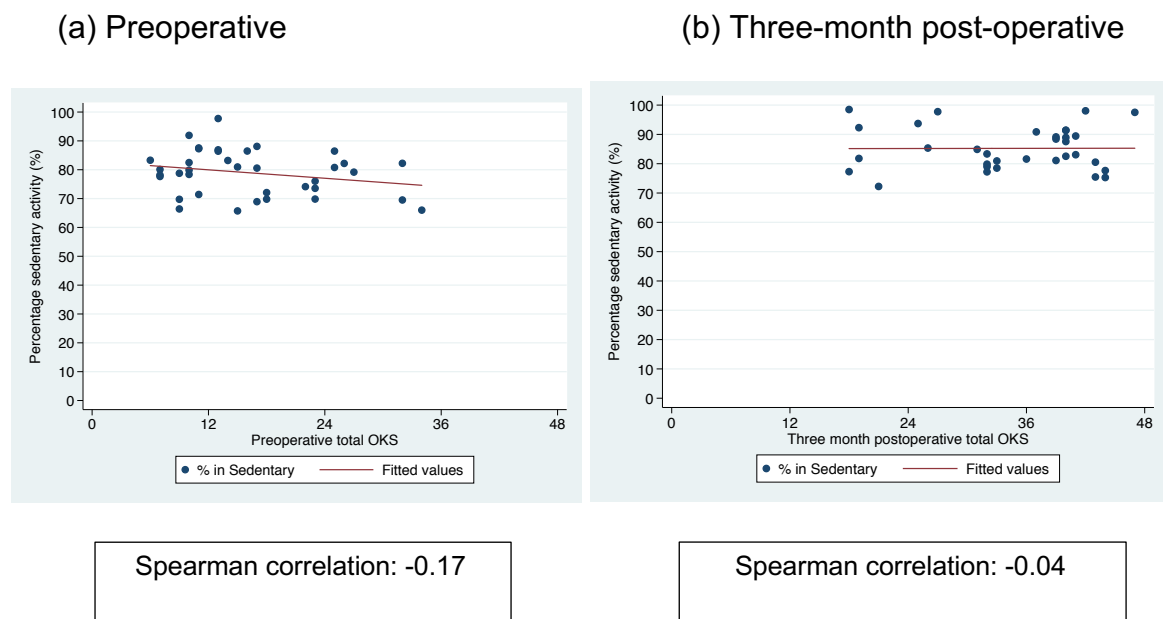 (a) Preoperative
(b) Three-month post-operative
Percentage sedentary activity (%)
100
90
80
70
60
50
40
30
20
10
0
0 12 24 36 48
Preoperative total OKS
% in Sedentary Fitted values
Percentage sedentary activity (%)
100
90
80
70
60
50
40
30
20
10
0
0 12 24 36 48
Three month postoperative total OKS
% in Sedentary Fitted values
Spearman correlation: -0.17
Spearman correlation: -0.04